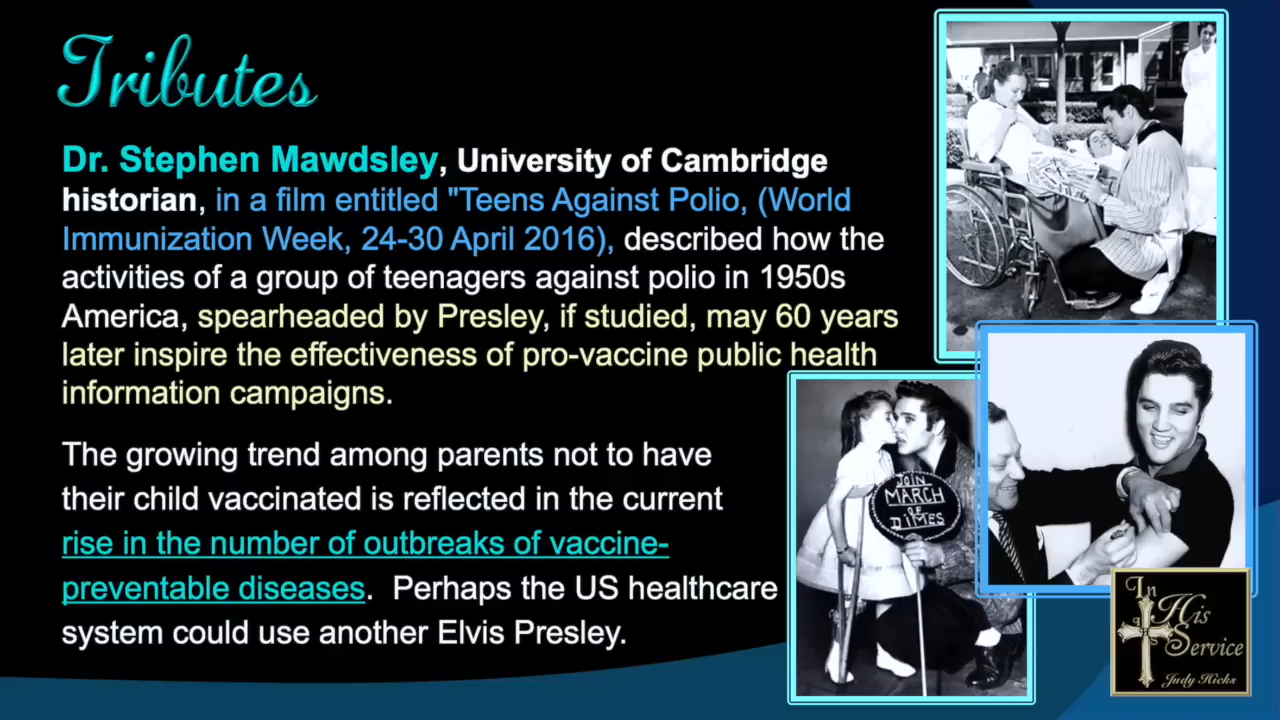 Tributes
Dr. Stephen Mawdsley, University of Cambridge
historian, in a film entitled "Teens Against Polio, (World
Immunization Week, 24-30 April 2016), described how the
activities of a group of teenagers against polio in 1950s
America, spearheaded by Presley, if studied, may 60 years
later inspire the effectiveness of pro-vaccine public health
information campaigns.
The growing trend among parents not to have
their child vaccinated is reflected in the current
rise in the number of outbreaks of vaccine-
preventable diseases.  Perhaps the US healthcare
system could use another Elvis Presley.
JOIN
MARCH
OF
DIMES
In
His
Service
Judy Hicks